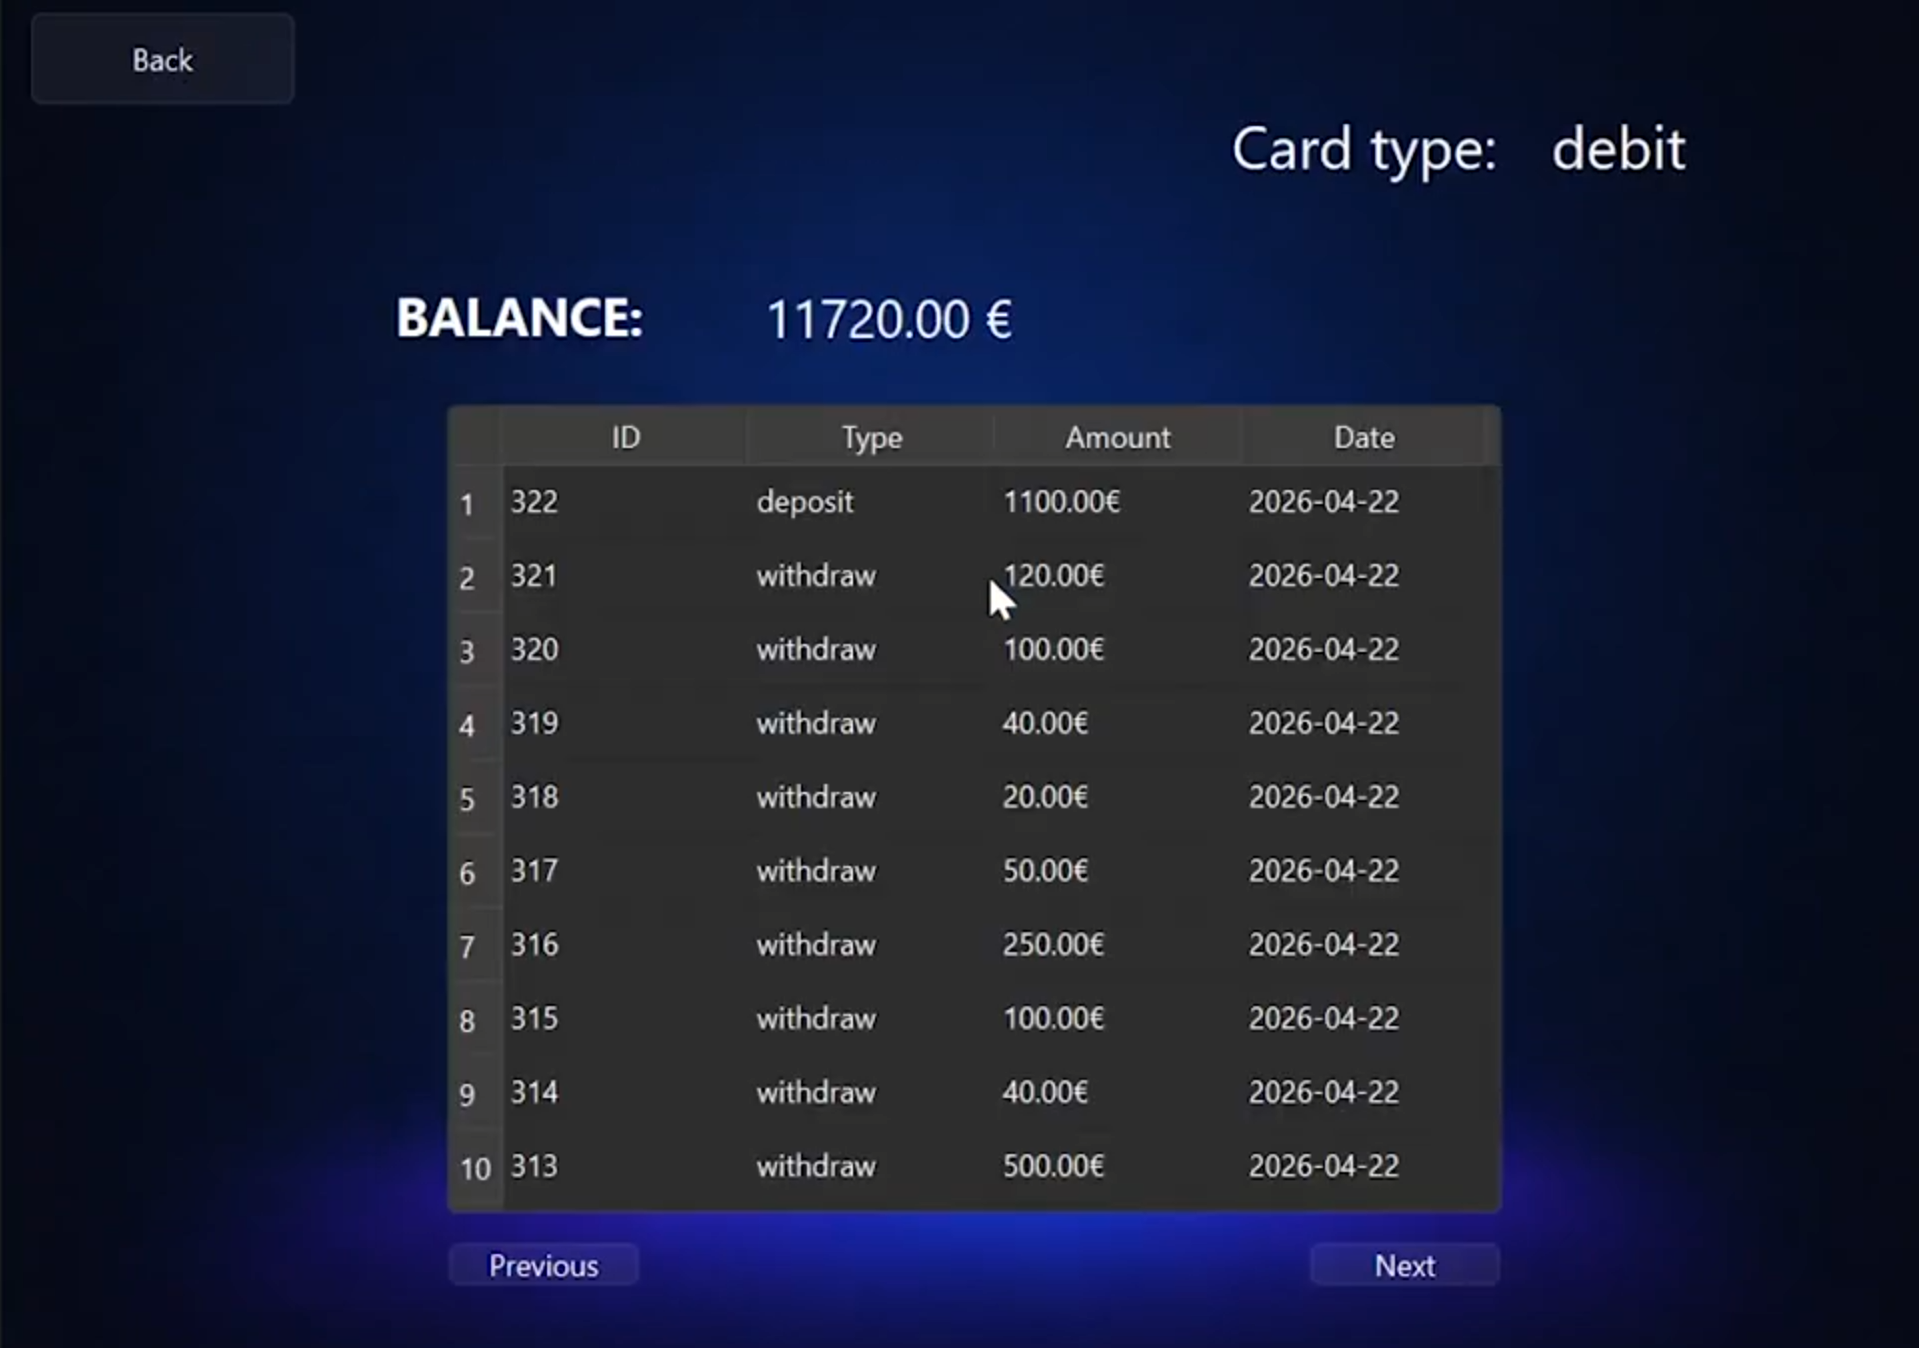 Back
Card type: debit
BALANCE: 11720.00 €
ID Type Amount Date
1 322 deposit 1100.00€ 2026-04-22
2 321 withdraw 120.00€ 2026-04-22
3 320 withdraw 100.00€ 2026-04-22
4 319 withdraw 40.00€ 2026-04-22
5 318 withdraw 20.00€ 2026-04-22
6 317 withdraw 50.00€ 2026-04-22
7 316 withdraw 250.00€ 2026-04-22
8 315 withdraw 100.00€ 2026-04-22
9 314 withdraw 40.00€ 2026-04-22
10 313 withdraw 500.00€ 2026-04-22
Previous Next